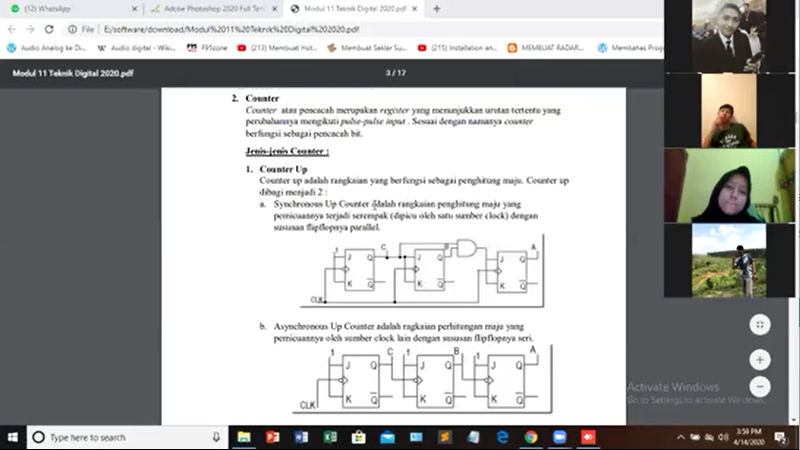 (12) WhatsApp
Adobe Photoshop 2020 Full Ter
Modul 11 Teknik Digital 2020.pdf
File | E:/software/download/Modul%2011%20Teknik%20Digital%202020.pdf
Audio Analog ke Di...
Audio digital - Wiki...
F95zone
(213) Membuat Hot...
Membuat Saklar Su...
(215) Installation an...
MEMBUAT RADAR...
Membahas Prog
Modul 11 Teknik Digital 2020.pdf
3 / 17
2. Counter
Counter atau pencacah merupakan register yang menunjukkan urutan tertentu yang
perubahannya mengikuti pulse-pulse input . Sesuai dengan namanya counter
berfungsi sebagai pencacah bit.
Jenis-jenis Counter :
1. Counter Up
Counter up adalah rangkaian yang berfungsi sebagai penghitung maju. Counter up
dibagi menjadi 2 :
a. Synchronous Up Counter adalah rangkaian penghitung maju yang
pemicuannya terjadi serempak (dipicu oleh satu sumber clock) dengan
susunan flipflopnya parallel.
1 J Q C J Q B J Q A
K Q K Q K Q
CLK
b. Asynchronous Up Counter adalah ragkaian perhitungan maju yang
pemicuannya oleh sumber clock lain dengan sususan flipflopnya seri.
1 J Q C 1 J Q B 1 J Q A
K Q K Q K Q
CLK
Activate Windows
Go to Settings to activate Windows.
Type here to search
3:59 PM
4/14/2020